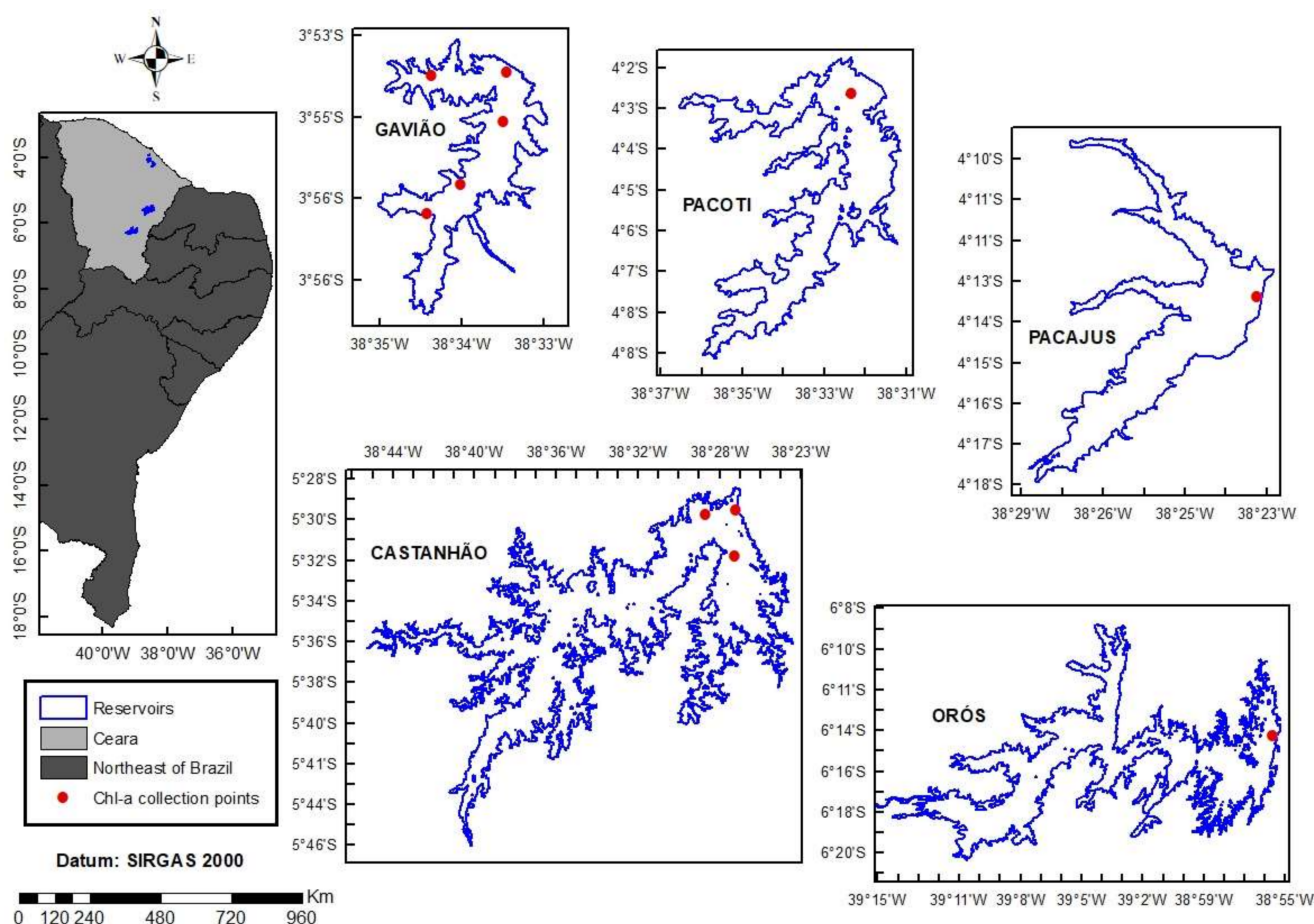 N
W E
S
4°0'S
6°0'S
8°0'S
10°0'S
12°0'S
14°0'S
16°0'S
18°0'S
40°0'W 38°0'W 36°0'W
Reservoirs
Ceara
Northeast of Brazil
Chl-a collection points
Datum: SIRGAS 2000
Km
0 120 240 480 720 960
GAVIÃO
3°53'S
3°55'S
3°56'S
3°56'S
38°35'W 38°34'W 38°33'W
PACOTI
4°2'S
4°3'S
4°4'S
4°5'S
4°6'S
4°7'S
4°8'S
4°8'S
38°37'W 38°35'W 38°33'W 38°31'W
PACAJUS
4°10'S
4°11'S
4°11'S
4°13'S
4°14'S
4°15'S
4°16'S
4°17'S
4°18'S
38°29'W 38°26'W 38°25'W 38°23'W
38°44'W 38°40'W 38°36'W 38°32'W 38°28'W 38°23'W
CASTANHÃO
5°28'S
5°30'S
5°32'S
5°34'S
5°36'S
5°38'S
5°40'S
5°41'S
5°44'S
5°46'S
ORÓS
6°8'S
6°10'S
6°11'S
6°14'S
6°16'S
6°18'S
6°20'S
39°15'W 39°11'W 39°8'W 39°5'W 39°2'W 38°59'W 38°55'W